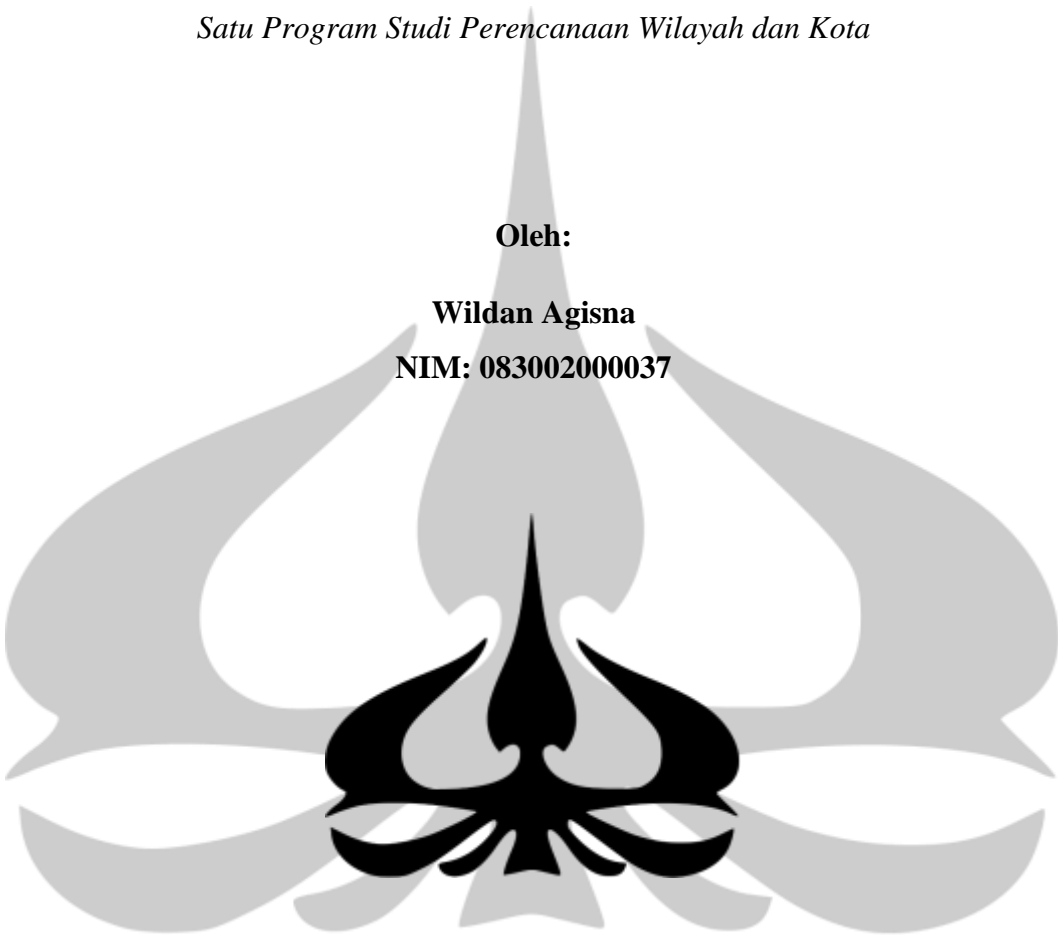 Satu Program Studi Perencanaan Wilayah dan Kota
Oleh:
Wildan Agisna
NIM: 083002000037